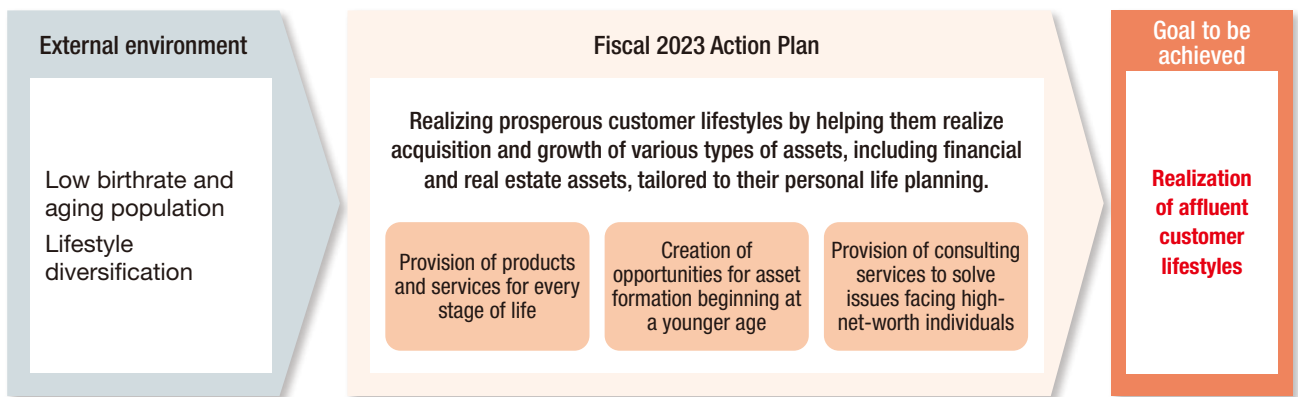 External environment
Low birthrate and
aging population
Lifestyle
diversification
Fiscal 2023 Action Plan
Realizing prosperous customer lifestyles by helping them realize
acquisition and growth of various types of assets, including financial
and real estate assets, tailored to their personal life planning.
Provision of products
and services for every
stage of life
Creation of
opportunities for asset
formation beginning at
a younger age
Provision of consulting
services to solve
issues facing high-
net-worth individuals
Goal to be
achieved
Realization
of affluent
customer
lifestyles